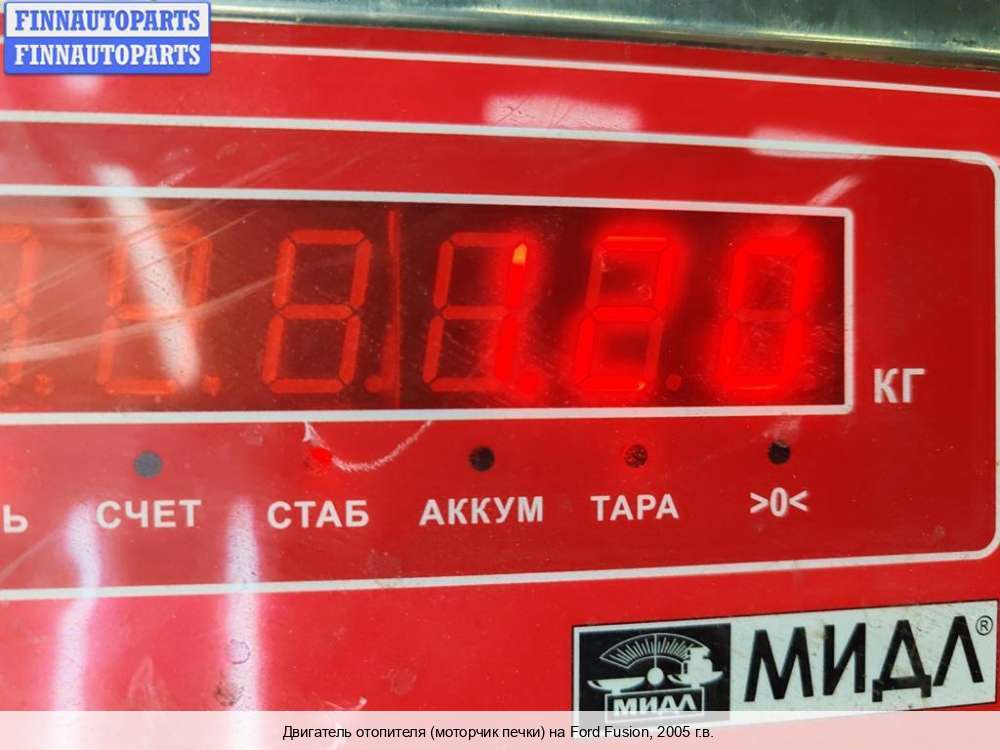 FINNAUTOPARTS
FINNAUTOPARTS
1.20
КГ
Ь СЧЕТ СТАБ АККУМ ТАРА >0<
МИДЛ®
МИДЛ
Двигатель отопителя (моторчик печки) на Ford Fusion, 2005 г.в.